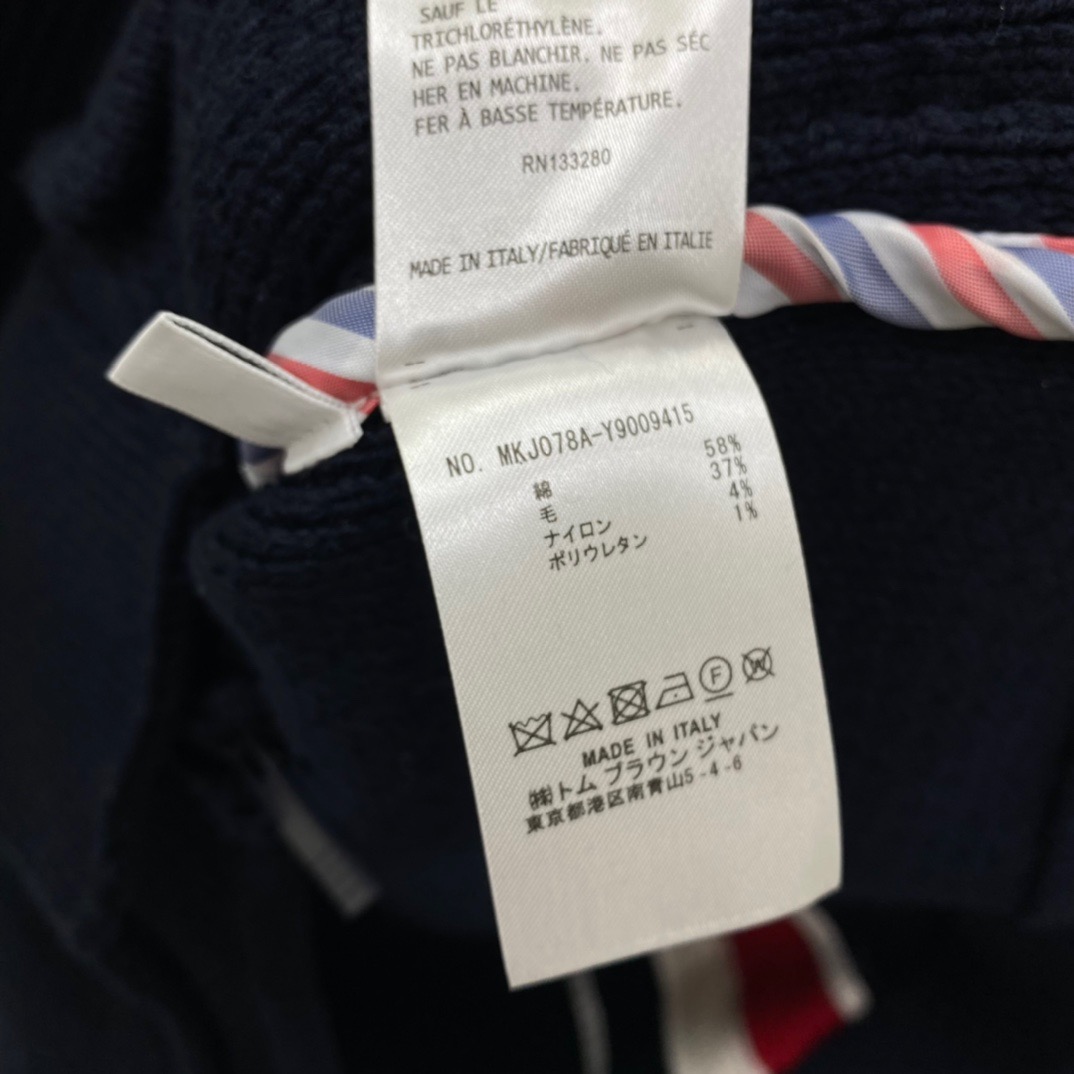 SAUF LE
TRICHLORÉTHYLÈNE.
NE PAS BLANCHIR. NE PAS SÉC
HER EN MACHINE.
FER À BASSE TEMPÉRATURE.
RN133280
MADE IN ITALY/FABRIQUÉ EN ITALIE
NO. MKJ078A-Y9009415
綿 58%
毛 37%
ナイロン 4%
ポリウレタン 1%
F W
MADE IN ITALY
㈱トム ブラウン ジャパン
東京都港区南青山5-4-6